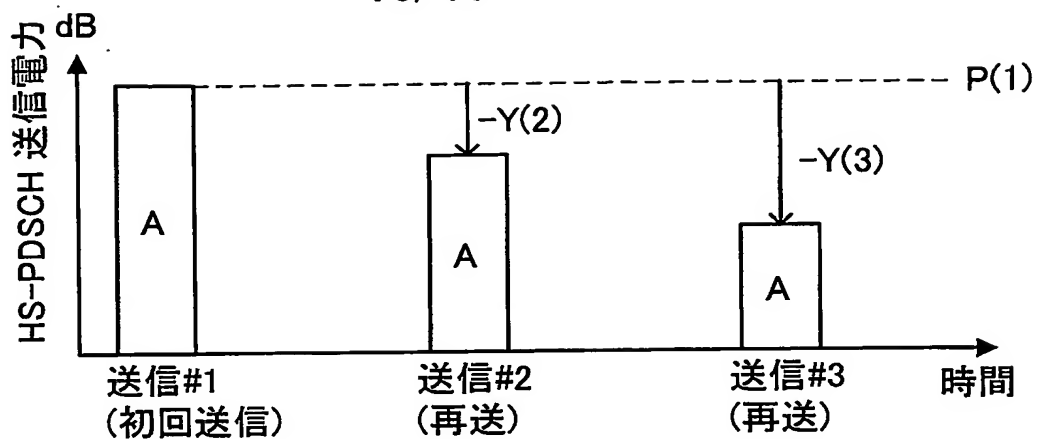 dB
HS-PDSCH 送信電力
P(1)
-Y(2)
-Y(3)
A
A
A
送信#1
(初回送信)
送信#2
(再送)
送信#3
(再送)
時間